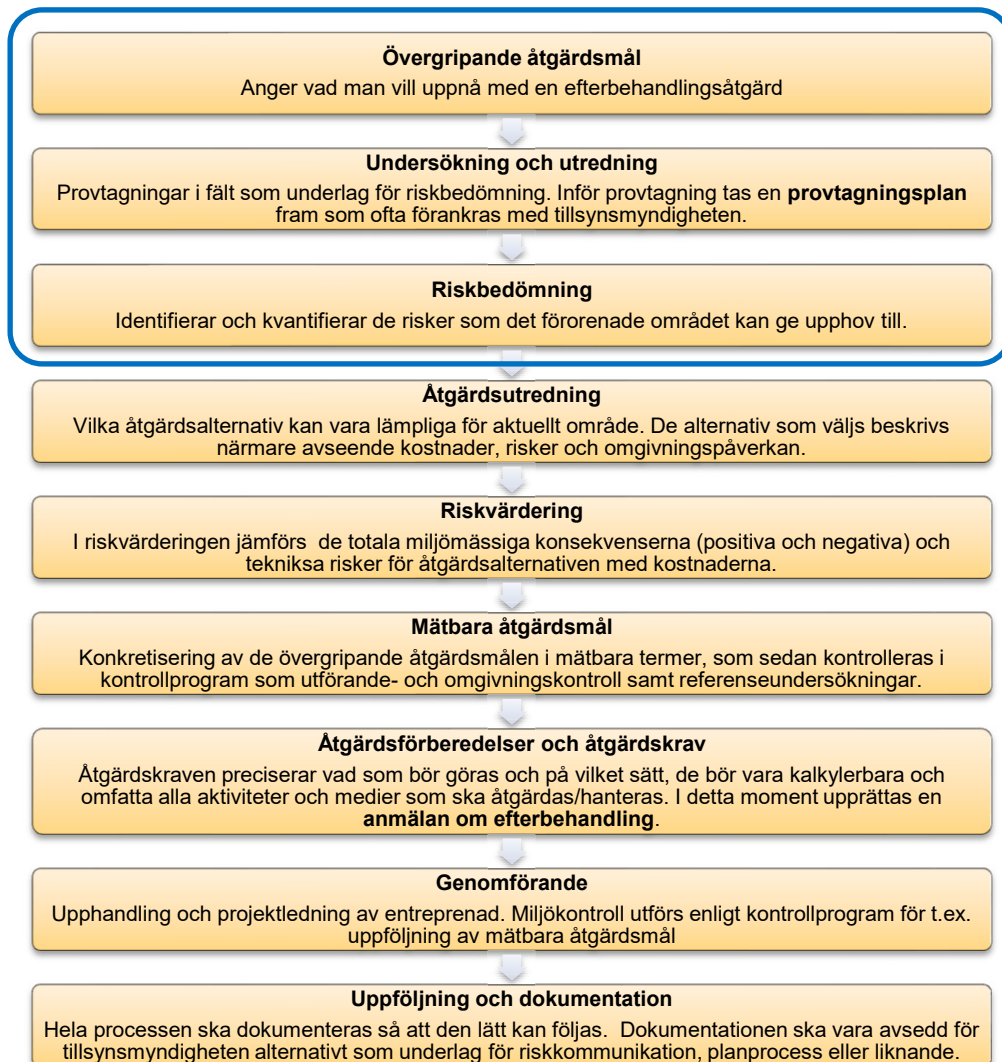 Övergripande åtgärdsmål
Anger vad man vill uppnå med en efterbehandlingsåtgärd
Undersökning och utredning
Provtagningar i fält som underlag för riskbedömning. Inför provtagning tas en provtagningsplan
fram som ofta förankras med tillsynsmyndigheten.
Riskbedömning
Identifierar och kvantifierar de risker som det förorenade området kan ge upphov till.
Åtgärdsutredning
Vilka åtgärdsalternativ kan vara lämpliga för aktuellt område. De alternativ som väljs beskrivs
närmare avseende kostnader, risker och omgivningspåverkan.
Riskvärdering
I riskvärderingen jämförs de totala miljömässiga konsekvenserna (positiva och negativa) och
tekniksa risker för åtgärdsalternativen med kostnaderna.
Mätbara åtgärdsmål
Konkretisering av de övergripande åtgärdsmålen i mätbara termer, som sedan kontrolleras i
kontrollprogram som utförande- och omgivningskontroll samt referenseundersökningar.
Åtgärdsförberedelser och åtgärdskrav
Åtgärdskraven preciserar vad som bör göras och på vilket sätt, de bör vara kalkylerbara och
omfatta alla aktiviteter och medier som ska åtgärdas/hanteras. I detta moment upprättas en
anmälan om efterbehandling.
Genomförande
Upphandling och projektledning av entreprenad. Miljökontroll utförs enligt kontrollprogram för t.ex.
uppföljning av mätbara åtgärdsmål
Uppföljning och dokumentation
Hela processen ska dokumenteras så att den lätt kan följas. Dokumentationen ska vara avsedd för
tillsynsmyndigheten alternativt som underlag för riskkommunikation, planprocess eller liknande.